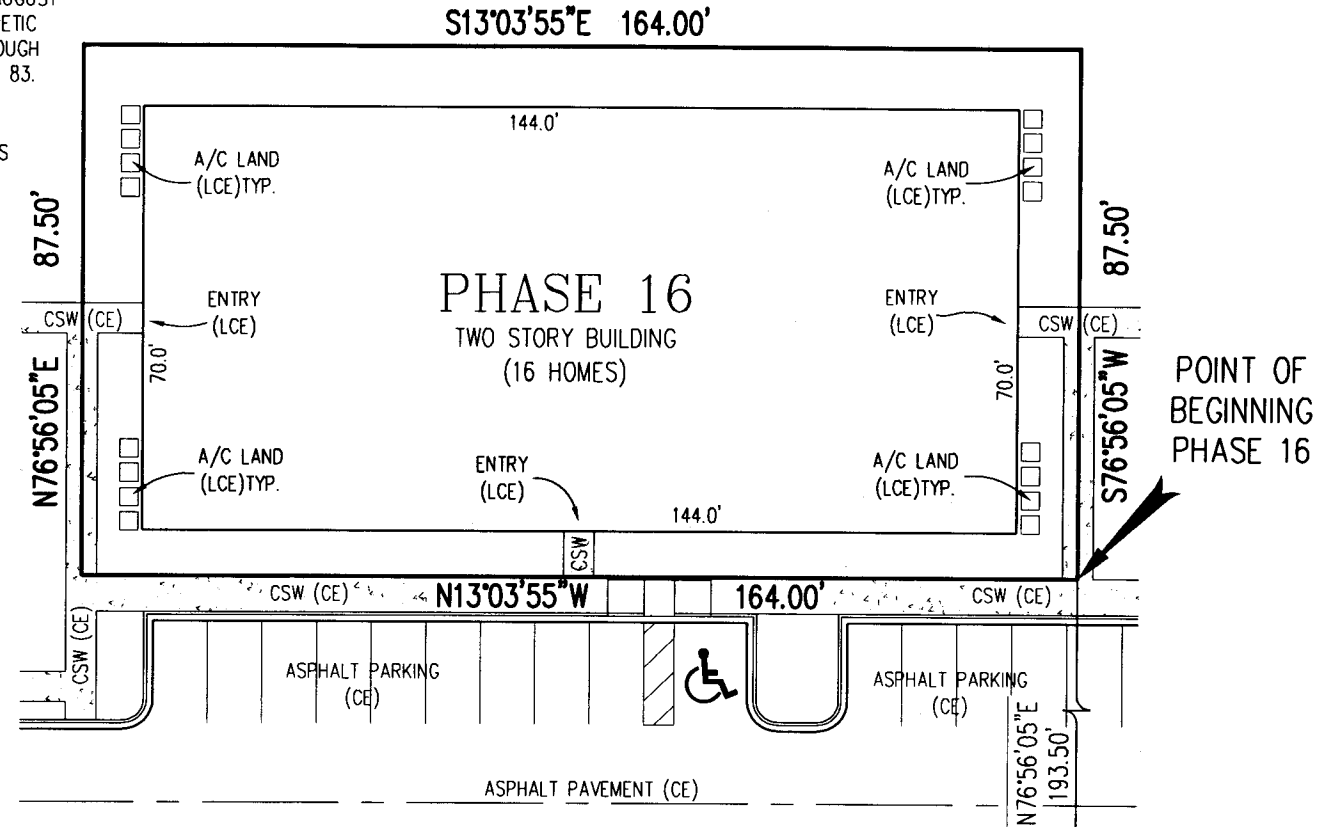 AUGUST
ETIC
OUGH
83.
S
S13°03'55"E 164.00'
144.0'
A/C LAND
(LCE)TYP.
A/C LAND
(LCE)TYP.
87.50'
87.50'
PHASE 16
TWO STORY BUILDING
(16 HOMES)
ENTRY
(LCE)
ENTRY
(LCE)
CSW (CE)
CSW (CE)
70.0'
70.0'
N76°56'05"E
S76°56'05"W
POINT OF
BEGINNING
PHASE 16
A/C LAND
(LCE)TYP.
ENTRY
(LCE)
A/C LAND
(LCE)TYP.
144.0'
CSW
CSW (CE)
N13°03'55"W 164.00'
CSW (CE)
CSW (CE)
ASPHALT PARKING
(CE)
ASPHALT PARKING
(CE)
N76°56'05"E
193.50'
ASPHALT PAVEMENT (CE)